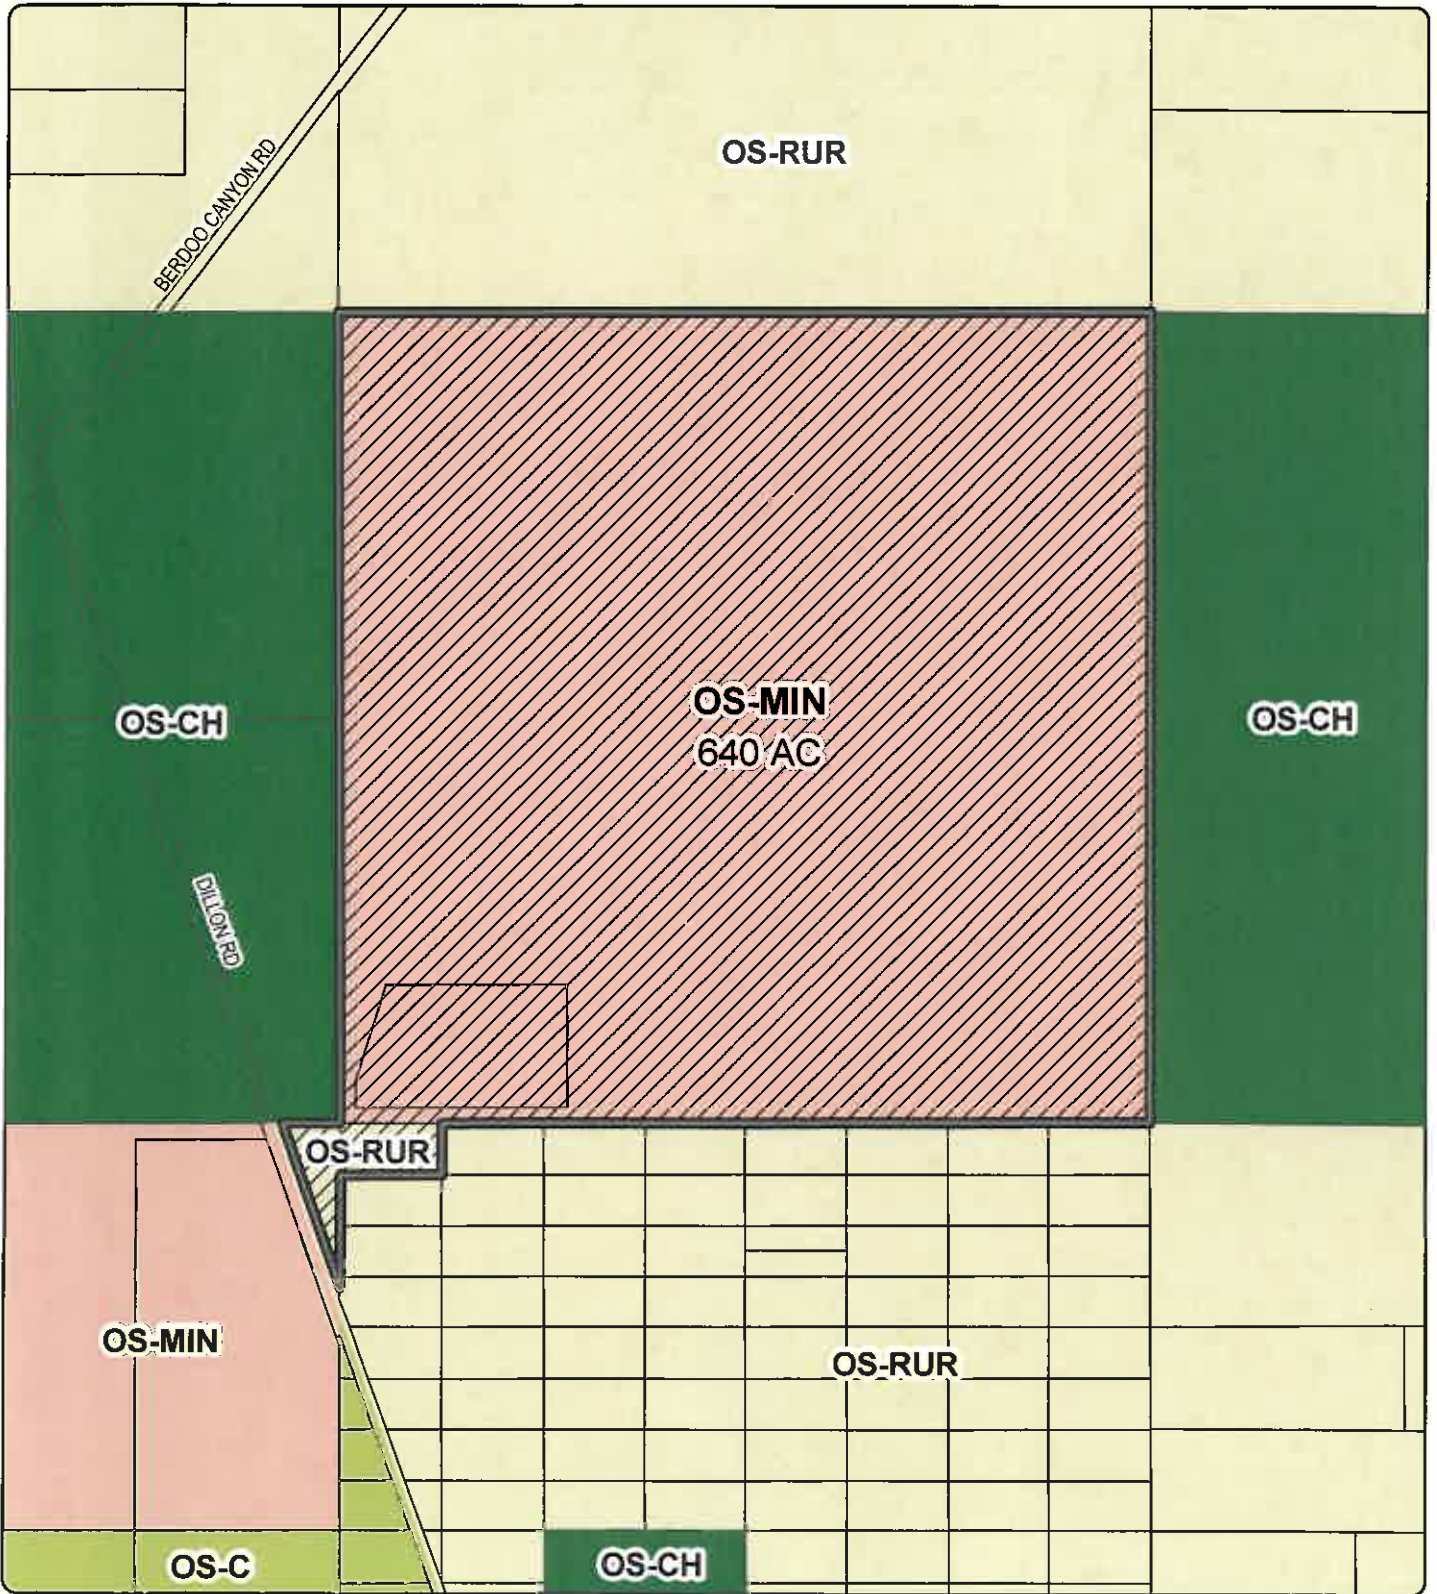 OS-RUR
BERDOO CANYON RD
OS-MIN
640 AC
OS-CH
OS-CH
DILLON RD
OS-RUR
OS-MIN
OS-RUR
OS-C
OS-CH